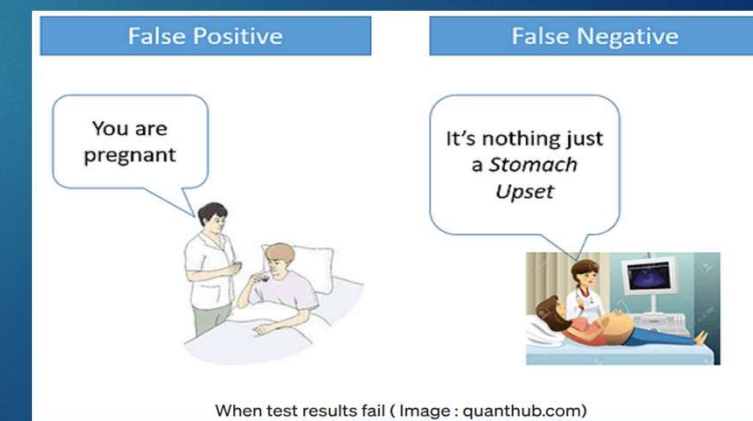 False Positive
False Negative
You are
pregnant
It's nothing just
a Stomach
Upset
When test results fail ( Image : quanthub.com)